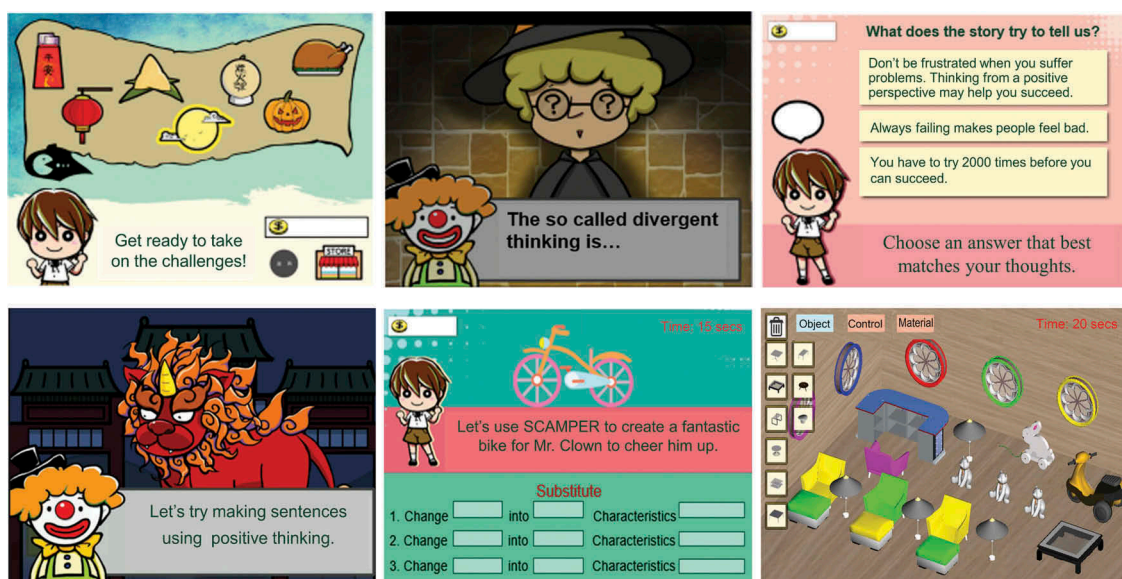 平
安
Get ready to take
on the challenges!
STORE
The so called divergent
thinking is…
What does the story try to tell us?
Don't be frustrated when you suffer
problems. Thinking from a positive
perspective may help you succeed.
Always failing makes people feel bad.
You have to try 2000 times before you
can succeed.
Choose an answer that best
matches your thoughts.
Let's try making sentences
using positive thinking.
Time: 15 secs
Let's use SCAMPER to create a fantastic
bike for Mr. Clown to cheer him up.
Substitute
1. Change into Characteristics
2. Change into Characteristics
3. Change into Characteristics
Object Control Material Time: 20 secs